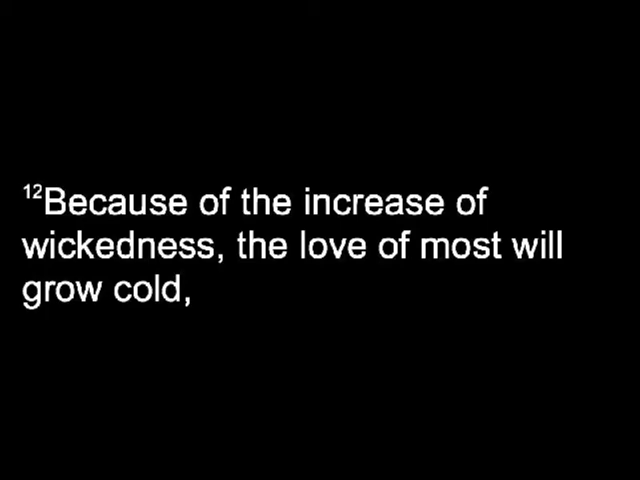 ¹²Because of the increase of
wickedness, the love of most will
grow cold,